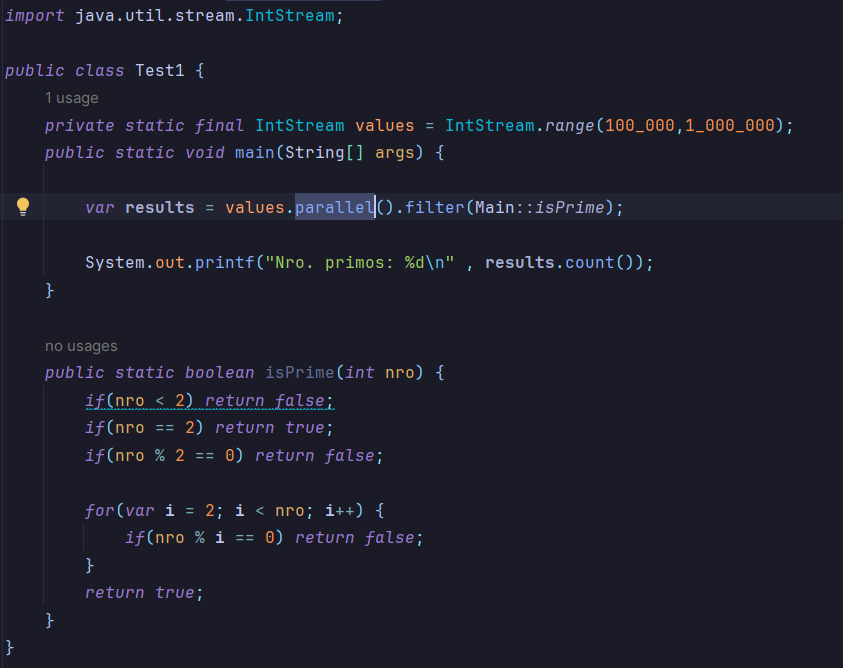 import java.util.stream.IntStream;
public class Test1 {
1 usage
private static final IntStream values = IntStream.range(100_000,1_000_000);
public static void main(String[] args) {
var results = values.parallel().filter(Main::isPrime);
System.out.printf("Nro. primos: %d\n" , results.count());
}
no usages
public static boolean isPrime(int nro) {
if(nro < 2) return false;
if(nro == 2) return true;
if(nro % 2 == 0) return false;
for(var i = 2; i < nro; i++) {
if(nro % i == 0) return false;
}
return true;
}
}